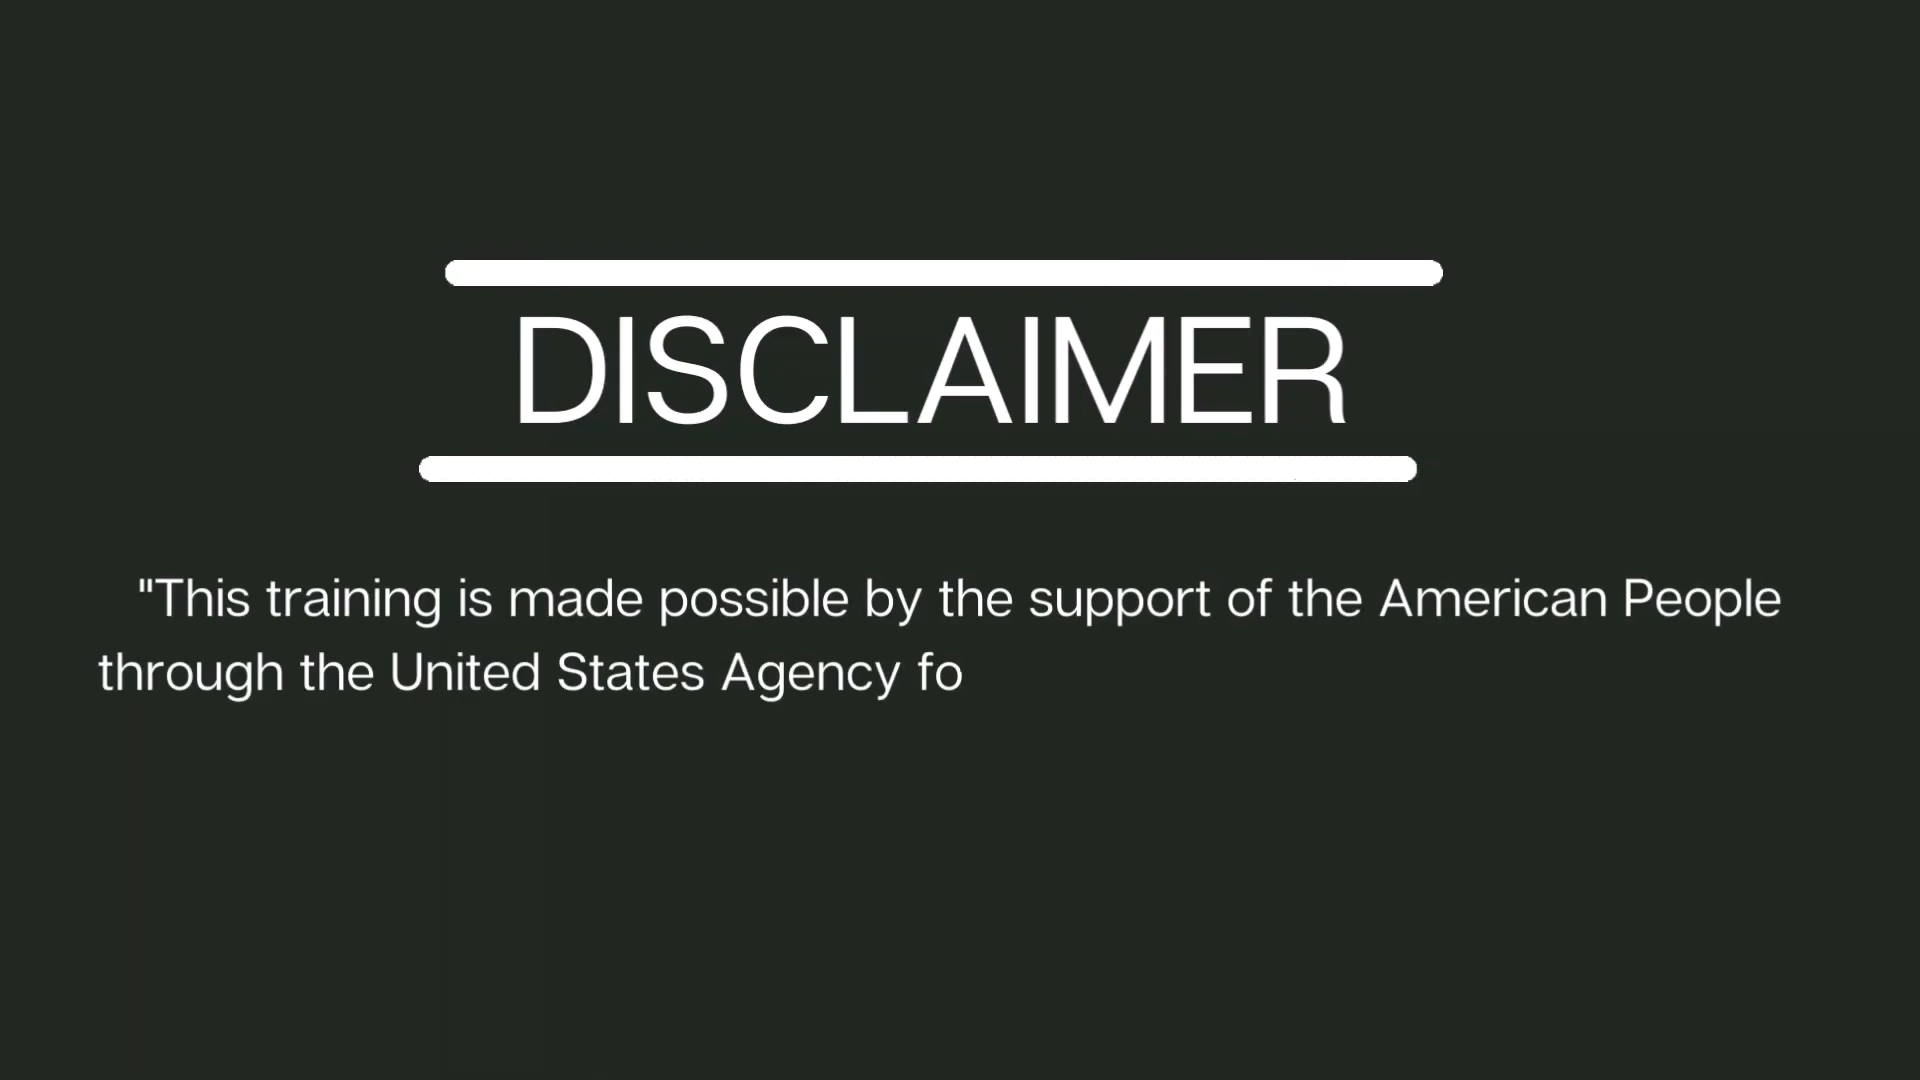 DISCLAIMER
"This training is made possible by the support of the American People
through the United States Agency fo